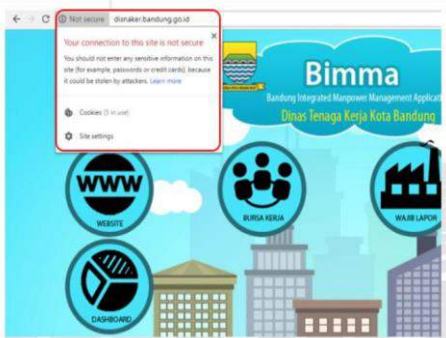 Not secure disnaker.bandung.go.id
Your connection to this site is not secure
You should not enter any sensitive information on this
site (for example, passwords or credit cards), because
it could be stolen by attackers. Learn more
Cookies (5 in use)
Site settings
Bimma
Bandung Integrated Manpower Management Applicat
Dinas Tenaga Kerja Kota Bandung
WWW
WEBSITE
BURSA KERJA
WAJIB LAPOR
DASHBOARD